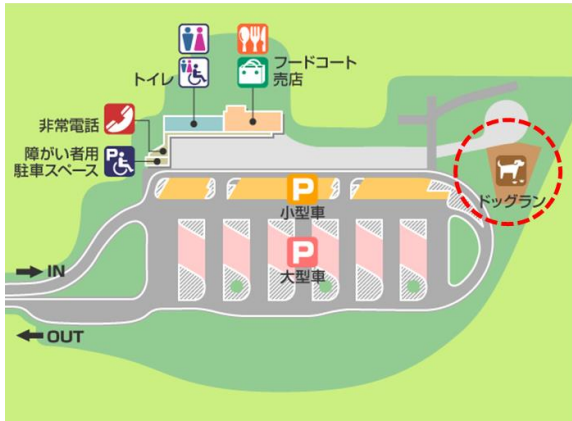 トイレ
フードコート
売店
非常電話
障がい者用
駐車スペース
P
P
小型車
ドッグラン
P
大型車
IN
OUT